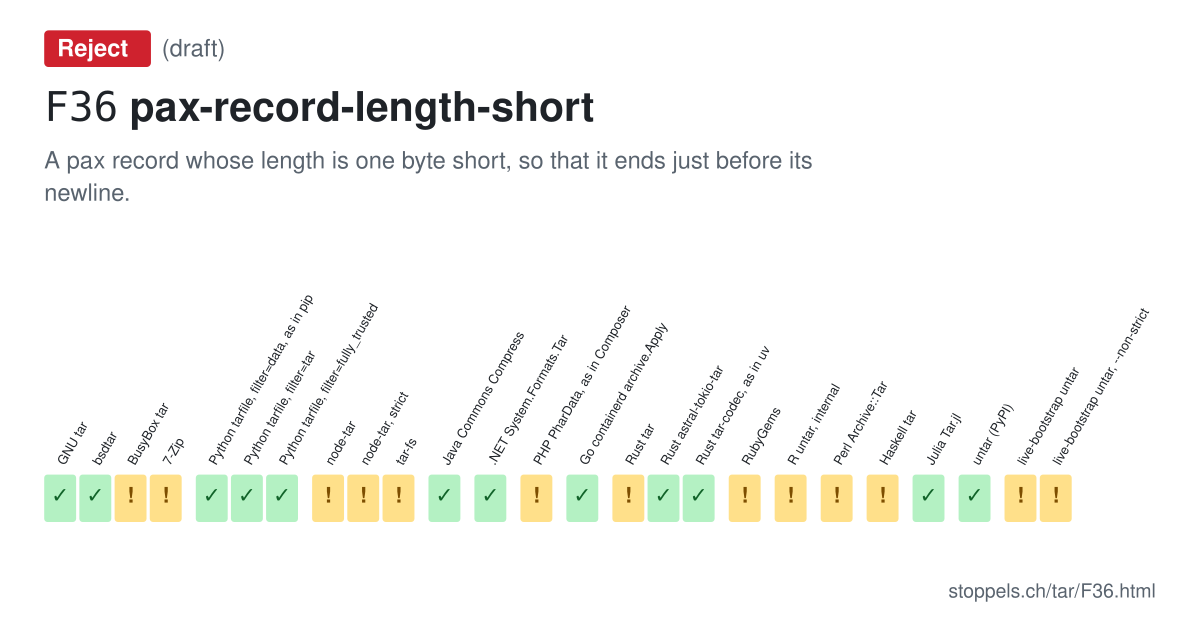 Reject (draft)
F36 pax-record-length-short
A pax record whose length is one byte short, so that it ends just before its
newline.
GNU tar
bsdtar
BusyBox tar
7-Zip
Python tarfile, filter=data, as in pip
Python tarfile, filter=tar
Python tarfile, filter=fully_trusted
node-tar
node-tar, strict
tar-fs
Java Commons Compress
.NET System.Formats.Tar
PHP PharData, as in Composer
Go containerd archive.Apply
Rust tar
Rust astral-tokio-tar
Rust tar-codec, as in uv
RubyGems
R untar, internal
Perl Archive::Tar
Haskell tar
Julia Tar.jl
untar (PyPI)
live-bootstrap untar
live-bootstrap untar, --non-strict
✓ ✓ ! ! ✓ ✓ ✓ ! ! ! ✓ ✓ ! ✓ ! ✓ ✓ ! ! ! ! ✓ ✓ ! !
stoppels.ch/tar/F36.html